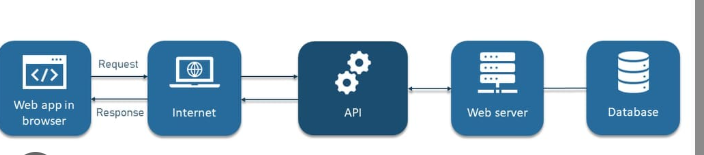 Request
Response
Web app in
browser
Internet
API
Web server
Database